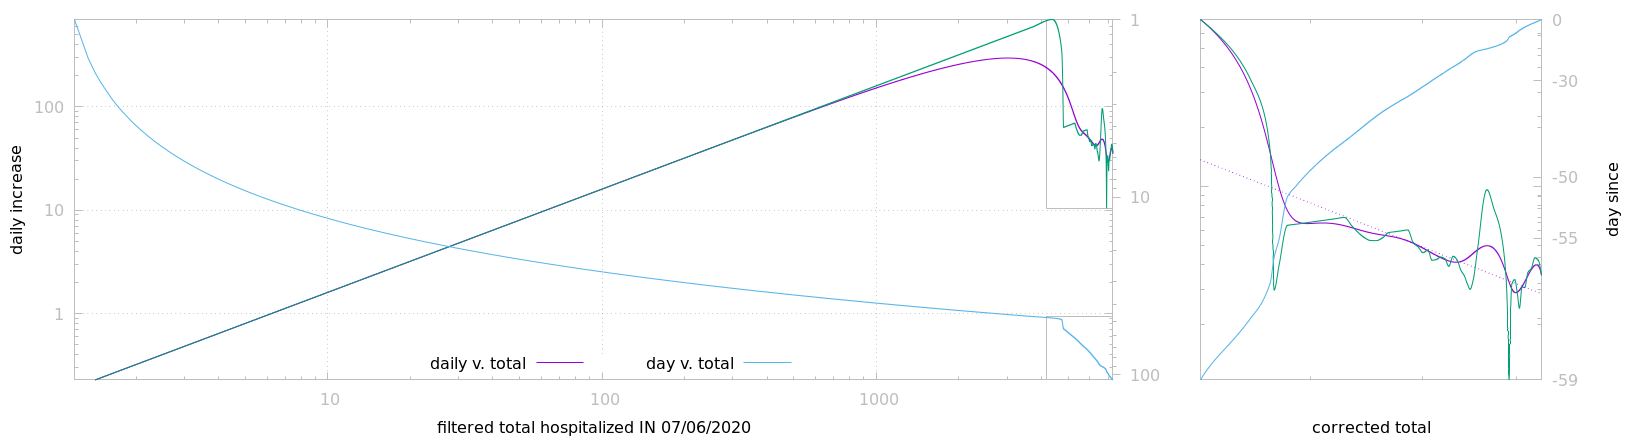 daily increase
100
10
1
10
100
1000
1
10
100
daily v. total
day v. total
filtered total hospitalized IN 07/06/2020
0
-30
-50
-55
-59
day since
corrected total